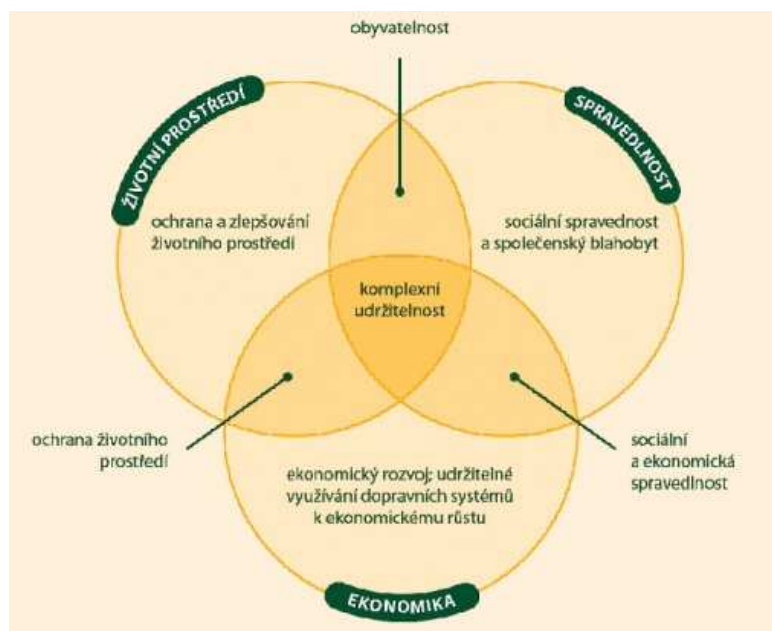 obyvatelnost
ŽIVOTNÍ PROSTŘEDÍ
SPRAVEDLNOST
ochrana a zlepšování
životního prostředí
sociální spravednost
a společenský blahobyt
komplexní
udržitelnost
ochrana životního
prostředí
sociální
a ekonomická
spravedlnost
ekonomický rozvoj; udržitelné
využívání dopravních systémů
k ekonomickému růstu
EKONOMIKA